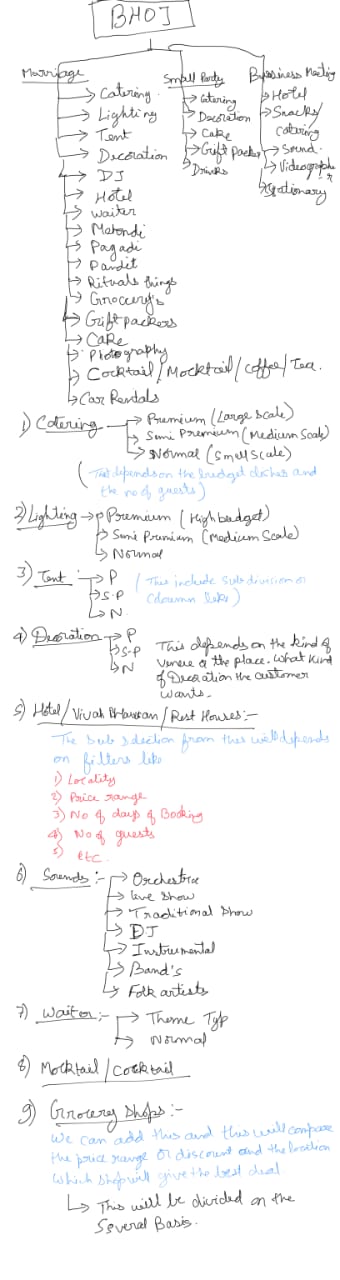 BHOJ
Marriage
Catering
Lighting
Tent
Decoration
DJ
Hotel
Waiter
Mehendi
Pagadi
Pandit
Rituals things
Groccery's
Gift packers
Cake
Photography
Cocktail/Mocktail/Coffee/Tea.
Car Rentals
Small Party
Catering
Decoration
Cake
Gift Packer
Drinks
Bussiness Meeting
Hotel
Snacks/
catering
Sound
Stationary
1) Catering → Premium (Large Scale)
Simi Premium (Medium Scale)
Normal (Small Scale)
(This depends on the budget dishes and
the no of guests)
2) Lighting → Premium (High budget)
Simi Premium (Medium Scale)
Normal
3) Tent → P
S.P
N
(This include sub division or
column like)
4) Decoration → P
S.P
N
This depends on the kind of
venue or the place. What kind
of Decoration the customer
wants.
5) Hotel/Vivah Bhawan/Rest Houses:-
The Sub selection from this will depends
on filters like
1) Locality
2) Price range
3) No of days of Booking
4) No of guests
5) etc.
6) Sounds:- Orchestra
Live Show
Traditional Show
DJ
Instrumental
Band's
Folk artists
7) Waiter:- Theme Typ
Normal
8) Mocktail/Cocktail
9) Grocery Shops:-
We can add this and this will compare
the price range or discount and the location
which shop will give the best deal.
↳ This will be divided on the
Several Basis.